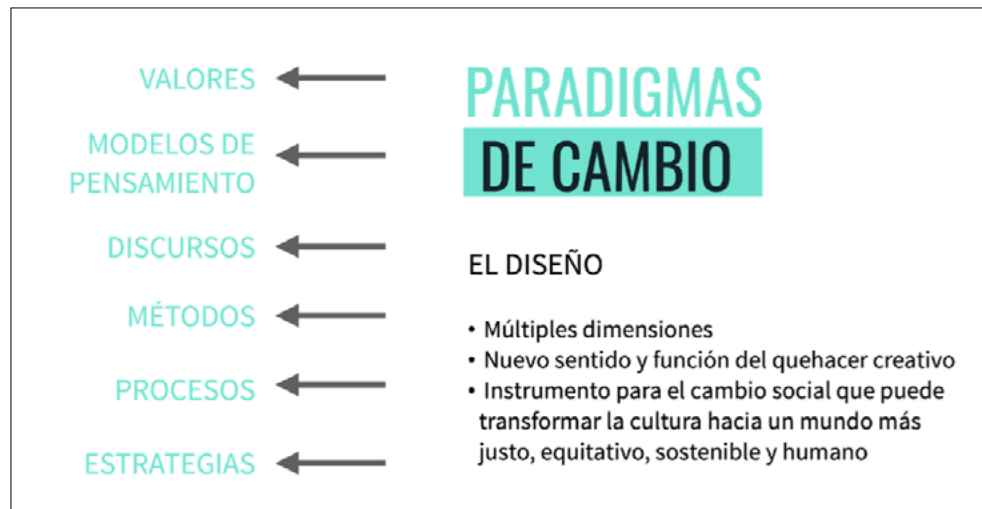 VALORES
MODELOS DE
PENSAMIENTO
DISCURSOS
MÉTODOS
PROCESOS
ESTRATEGIAS
PARADIGMAS
DE CAMBIO
EL DISEÑO
• Múltiples dimensiones
• Nuevo sentido y función del quehacer creativo
• Instrumento para el cambio social que puede
transformar la cultura hacia un mundo más
justo, equitativo, sostenible y humano